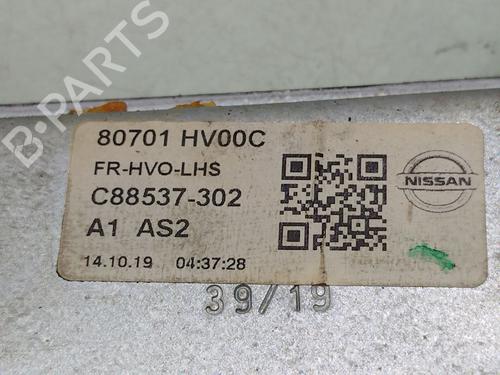 B-PARTS
80701 HV00C
FR-HVO-LHS
C88537-302
A1 AS2
14.10.19 04:37:28
NISSAN
39/19